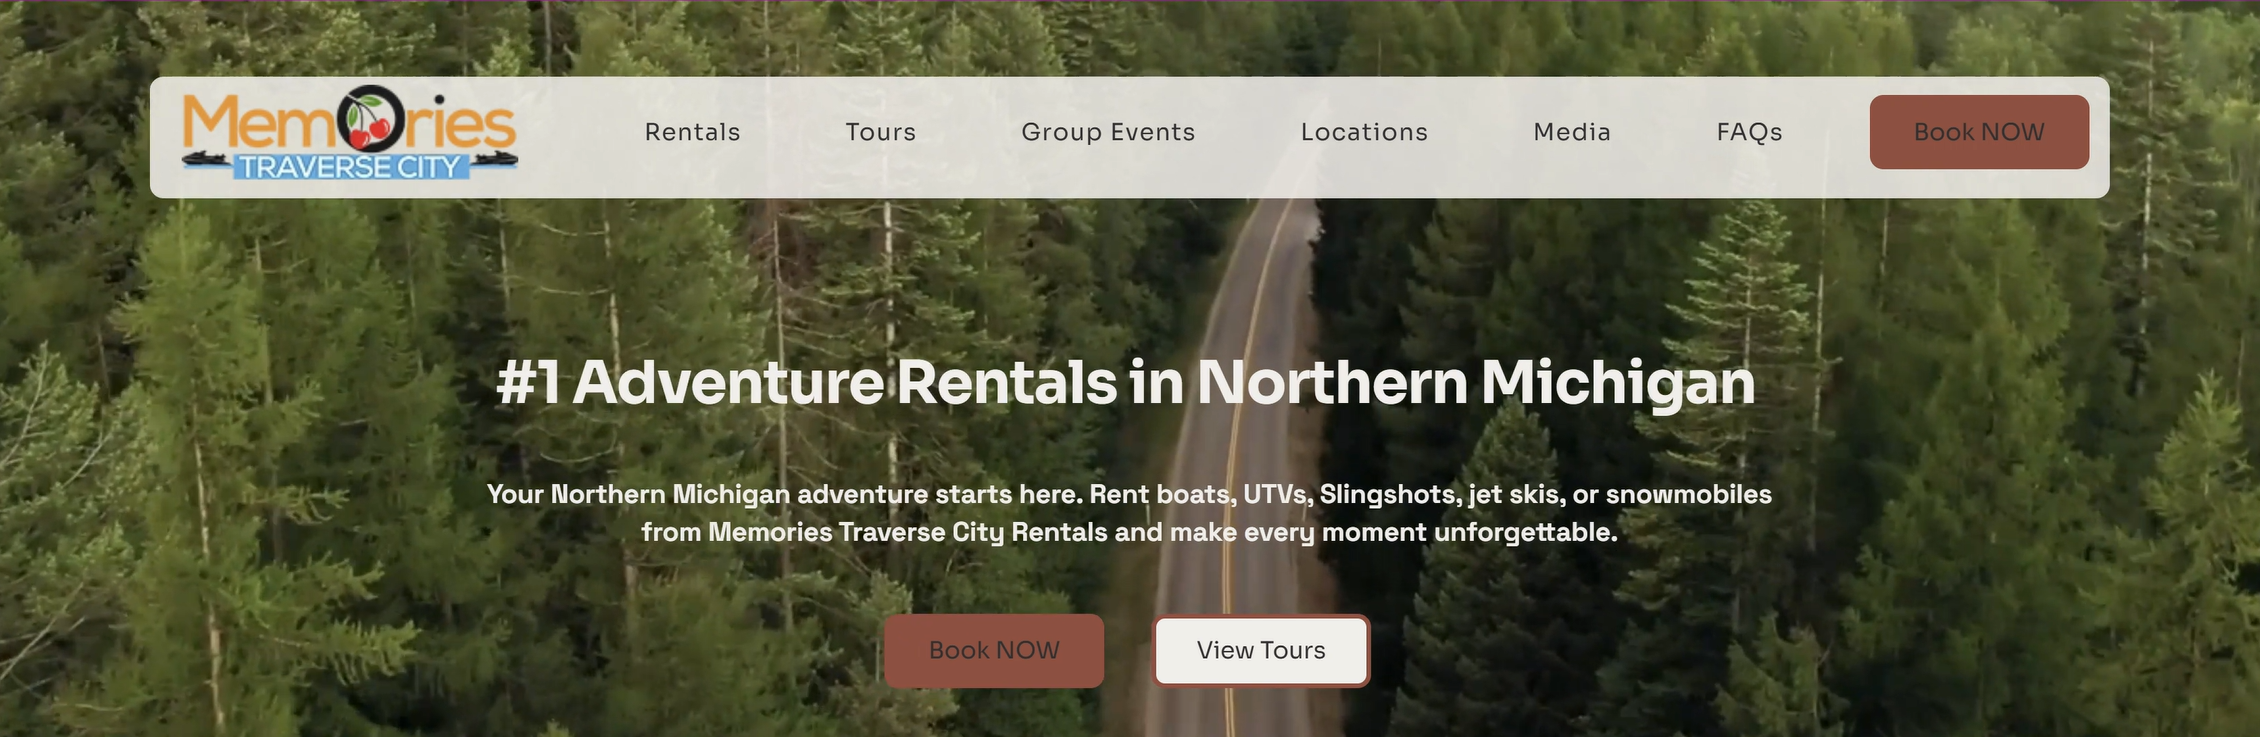 MemOries
TRAVERSE CITY
Rentals
Tours
Group Events
Locations
Media
FAQs
Book NOW
#1 Adventure Rentals in Northern Michigan
Your Northern Michigan adventure starts here. Rent boats, UTVs, Slingshots, jet skis, or snowmobiles
from Memories Traverse City Rentals and make every moment unforgettable.
Book NOW
View Tours